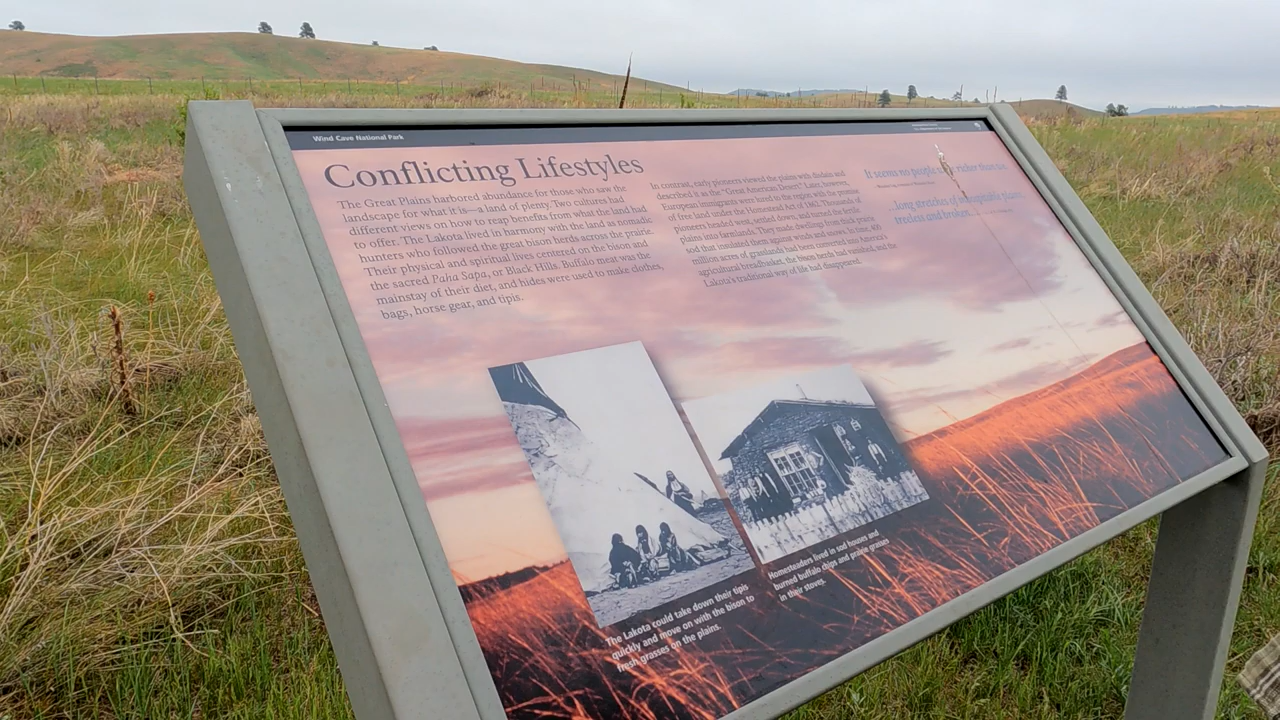 Wind Cave National Park
Conflicting Lifestyles
The Great Plains harbored abundance for those who saw the
landscape for what it is—a land of plenty. Two cultures had
different views on how to reap benefits from what the land had
to offer. The Lakota lived in harmony with the land as nomadic
hunters who followed the great bison herds across the prairie.
Their physical and spiritual lives centered on the bison and
the sacred Paha Sapa, or Black Hills. Buffalo meat was the
mainstay of their diet, and hides were used to make clothes,
bags, horse gear, and tipis.
In contrast, early pioneers viewed the plains with disdain and
described it as the "Great American Desert." Later, however,
European immigrants were lured to the region with the promise
of free land under the Homestead Act of 1862. Thousands of
pioneers headed west, settled down, and turned the fertile
plains into farmlands. They made dwellings from thick prairie
sod that insulated them against winds and snows. In time, 400
million acres of grasslands had been converted into America's
agricultural breadbasket, the bison herds had vanished, and the
Lakota's traditional way of life had disappeared.
It seems no people richer than we
long stretches of inhospitable plains
treeless and broken
The Lakota could take down their tipis
quickly and move on with the bison to
fresh grasses on the plains.
Homesteaders lived in sod houses and
burned buffalo chips and prairie grasses
in their stoves.